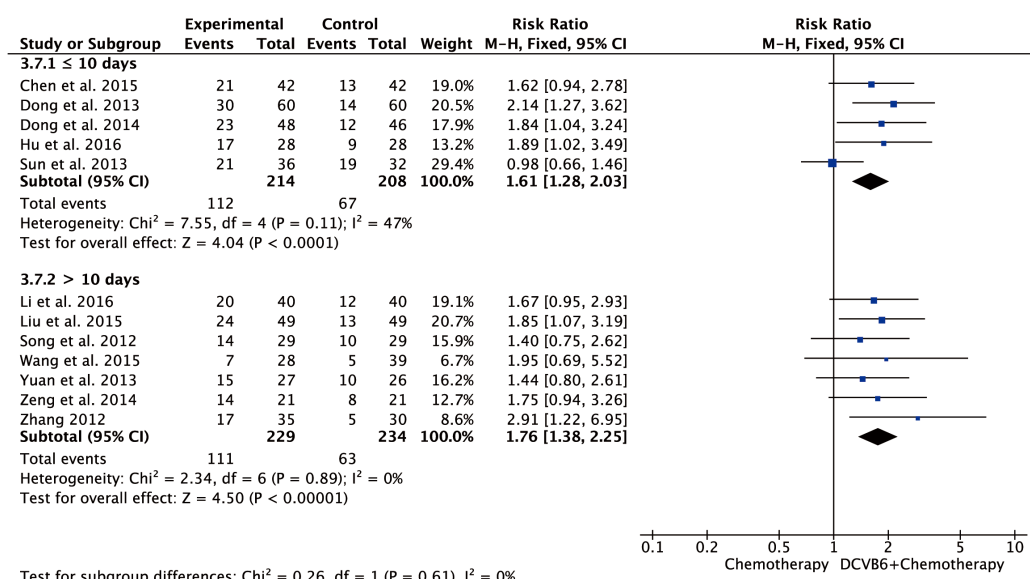 Experimental Control Risk Ratio Risk Ratio
Study or Subgroup Events Total Events Total Weight M-H, Fixed, 95% CI M-H, Fixed, 95% CI
3.7.1 ≤ 10 days
Chen et al. 2015 21 42 13 42 19.0% 1.62 [0.94, 2.78]
Dong et al. 2013 30 60 14 60 20.5% 2.14 [1.27, 3.62]
Dong et al. 2014 23 48 12 46 17.9% 1.84 [1.04, 3.24]
Hu et al. 2016 17 28 9 28 13.2% 1.89 [1.02, 3.49]
Sun et al. 2013 21 36 19 32 29.4% 0.98 [0.66, 1.46]
Subtotal (95% CI) 214 208 100.0% 1.61 [1.28, 2.03]
Total events 112 67
Heterogeneity: Chi² = 7.55, df = 4 (P = 0.11); I² = 47%
Test for overall effect: Z = 4.04 (P < 0.0001)
3.7.2 > 10 days
Li et al. 2016 20 40 12 40 19.1% 1.67 [0.95, 2.93]
Liu et al. 2015 24 49 13 49 20.7% 1.85 [1.07, 3.19]
Song et al. 2012 14 29 10 29 15.9% 1.40 [0.75, 2.62]
Wang et al. 2015 7 28 5 39 6.7% 1.95 [0.69, 5.52]
Yuan et al. 2013 15 27 10 26 16.2% 1.44 [0.80, 2.61]
Zeng et al. 2014 14 21 8 21 12.7% 1.75 [0.94, 3.26]
Zhang 2012 17 35 5 30 8.6% 2.91 [1.22, 6.95]
Subtotal (95% CI) 229 234 100.0% 1.76 [1.38, 2.25]
Total events 111 63
Heterogeneity: Chi² = 2.34, df = 6 (P = 0.89); I² = 0%
Test for overall effect: Z = 4.50 (P < 0.00001)
0.1 0.2 0.5 1 2 5 10
Chemotherapy DCVB6+Chemotherapy
Test for subgroup differences: Chi² = 0.26, df = 1 (P = 0.61), I² = 0%